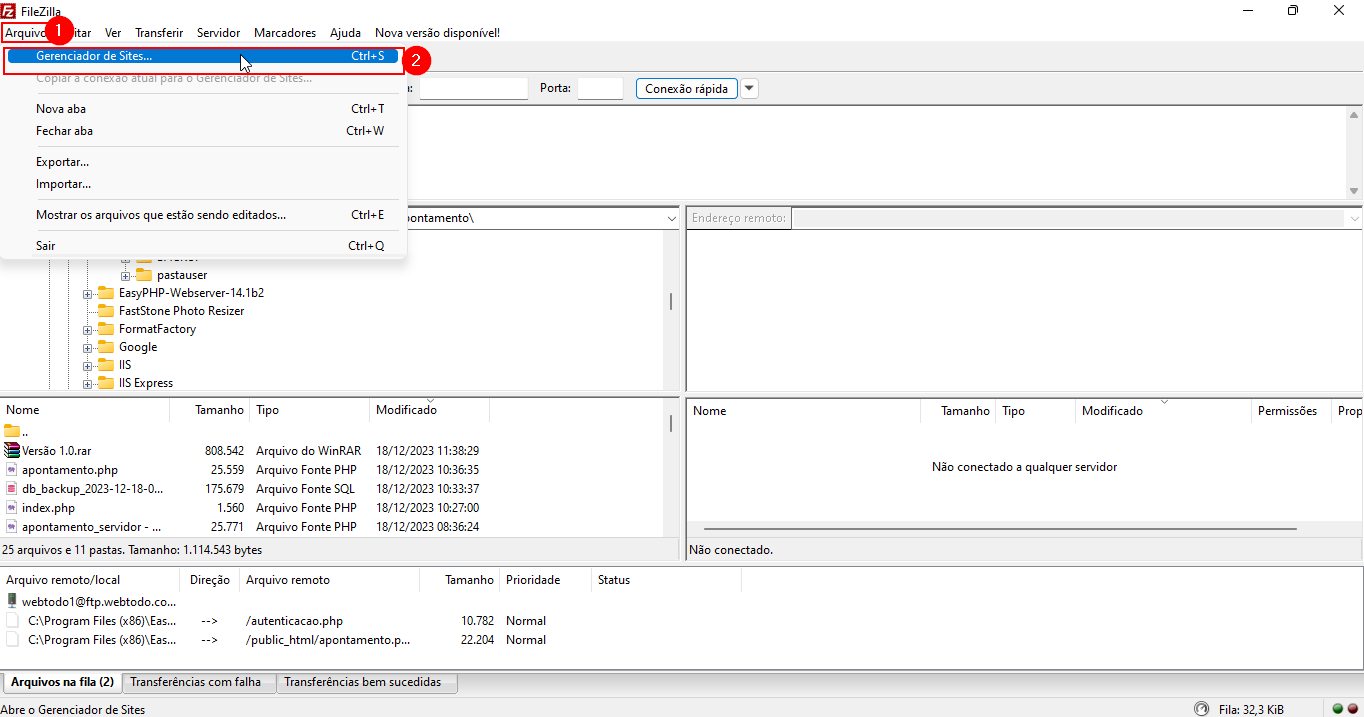 FileZilla
Arquivo 1 itar Ver Transferir Servidor Marcadores Ajuda Nova versão disponível!
Gerenciador de Sites... Ctrl+S 2
Copiar a conexão atual para o Gerenciador de Sites...
Porta: Conexão rápida
Nova aba Ctrl+T
Fechar aba Ctrl+W
Exportar...
Importar...
Mostrar os arquivos que estão sendo editados... Ctrl+E
Sair Ctrl+Q
ontamento\
Endereço remoto:
pastauser
EasyPHP-Webserver-14.1b2
FastStone Photo Resizer
FormatFactory
Google
IIS
IIS Express
Nome Tamanho Tipo Modificado
..
Versão 1.0.rar 808.542 Arquivo do WinRAR 18/12/2023 11:38:29
apontamento.php 25.559 Arquivo Fonte PHP 18/12/2023 10:36:35
db_backup_2023-12-18-0... 175.679 Arquivo Fonte SQL 18/12/2023 10:33:37
index.php 1.560 Arquivo Fonte PHP 18/12/2023 10:27:00
apontamento_servidor - ... 25.771 Arquivo Fonte PHP 18/12/2023 08:36:24
25 arquivos e 11 pastas. Tamanho: 1.114.543 bytes
Nome Tamanho Tipo Modificado Permissões Prop
Não conectado a qualquer servidor
Não conectado.
Arquivo remoto/local Direção Arquivo remoto Tamanho Prioridade Status
webtodo1@ftp.webtodo.co...
C:\Program Files (x86)\Eas... --> /autenticacao.php 10.782 Normal
C:\Program Files (x86)\Eas... --> /public_html/apontamento.p... 22.204 Normal
Arquivos na fila (2) Transferências com falha Transferências bem sucedidas
Abre o Gerenciador de Sites Fila: 32,3 KiB